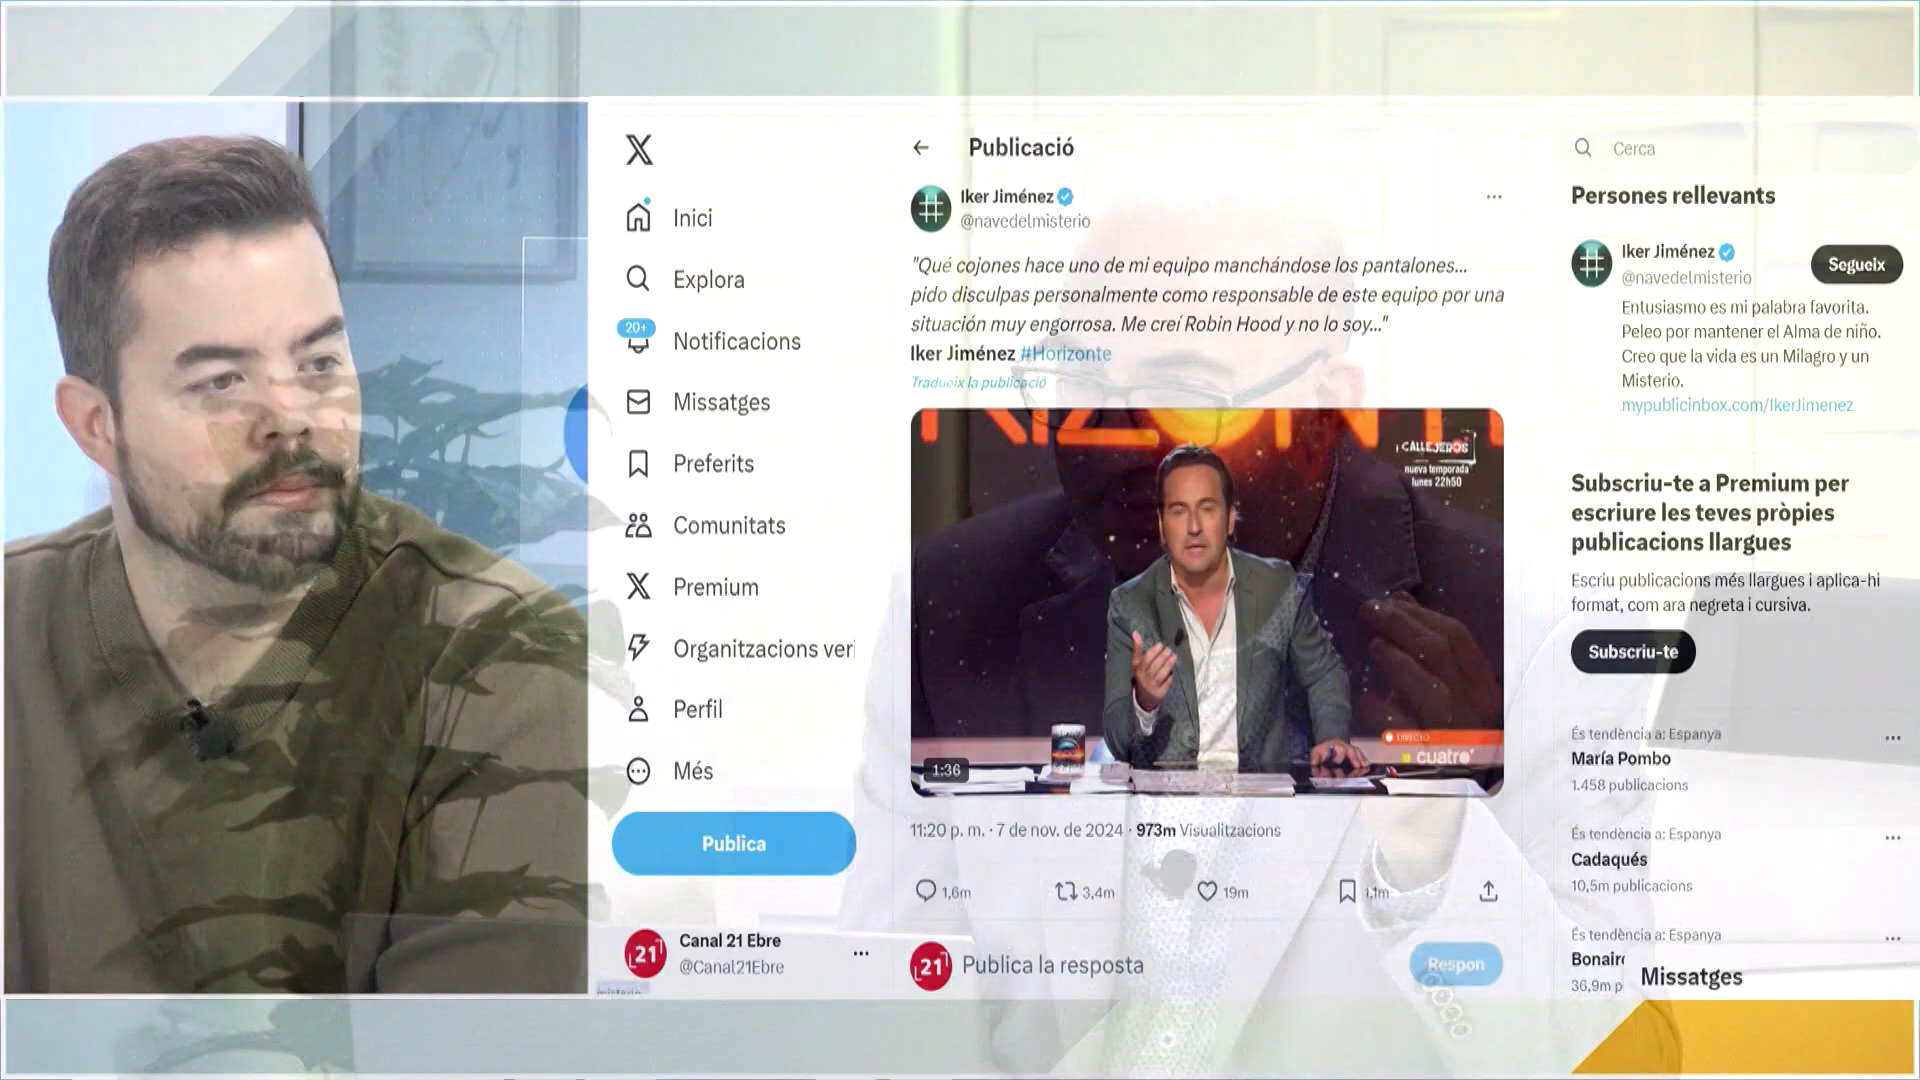 Inici
Explora
20+
Notificacions
Missatges
Preferits
Comunitats
Premium
Organitzacions veri
Perfil
Més
Publica
Canal 21 Ebre
@Canal21Ebre
Publicació
Iker Jiménez
@navedelmisterio
"Qué cojones hace uno de mi equipo manchándose los pantalones...
pido disculpas personalmente como responsable de este equipo por una
situación muy engorrosa. Me creí Robin Hood y no lo soy..."
Iker Jiménez #Horizonte
Tradueix la publicació
CALLEJEROS
nueva temporada
lunes 22h50
DIRECTO
cuatro
1:36
11:20 p. m. · 7 de nov. de 2024 · 973m Visualitzacions
1,6m
3,4m
19m
1,1m
21
Publica la resposta
Respon
Cerca
Persones rellevants
Iker Jiménez
@navedelmisterio
Segueix
Entusiasmo es mi palabra favorita.
Peleo por mantener el Alma de niño.
Creo que la vida es un Milagro y un
Misterio.
mypublicinbox.com/IkerJimenez
Subscriu-te a Premium per
escriure les teves pròpies
publicacions llargues
Escriu publicacions més llargues i aplica-hi
format, com ara negreta i cursiva.
Subscriu-te
És tendència a: Espanya
María Pombo
1.458 publicacions
És tendència a: Espanya
Cadaqués
10,5m publicacions
És tendència a: Espanya
Bonaire
36,9m p
Missatges